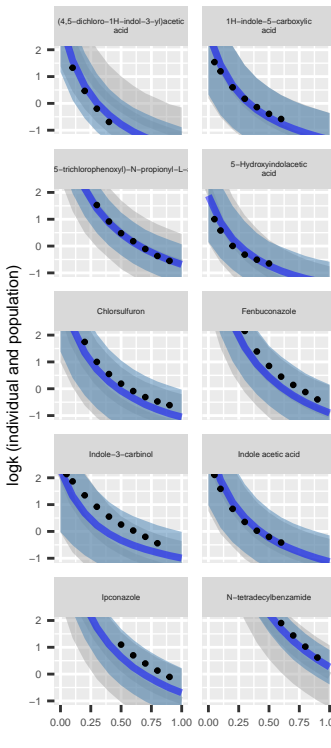 (4,5−dichloro−1H−indol−3−yl)acetic
acid
1H−indole−5−carboxylic
acid
2
1
0
−1
5−trichlorophenoxyl)−N−propionyl−L−
5−Hydroxyindolacetic
acid
2
1
0
−1
Chlorsulfuron
Fenbuconazole
2
1
0
−1
logk (individual and population)
Indole−3−carbinol
Indole acetic acid
2
1
0
−1
Ipconazole
N−tetradecylbenzamide
2
1
0
−1
0.00 0.25 0.50 0.75 1.00 0.00 0.25 0.50 0.75 1.00